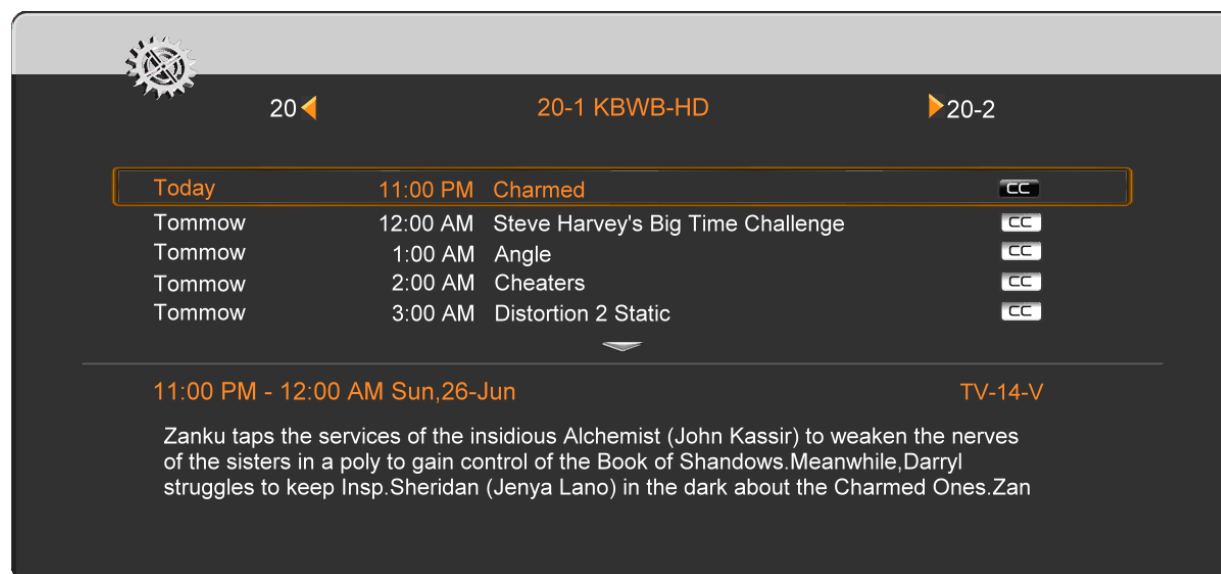 20 20-1 KBWB-HD 20-2
Today 11:00 PM Charmed CC
Tommow 12:00 AM Steve Harvey's Big Time Challenge CC
Tommow 1:00 AM Angle CC
Tommow 2:00 AM Cheaters CC
Tommow 3:00 AM Distortion 2 Static CC
11:00 PM - 12:00 AM Sun,26-Jun TV-14-V
Zanku taps the services of the insidious Alchemist (John Kassir) to weaken the nerves
of the sisters in a poly to gain control of the Book of Shandows.Meanwhile,Darryl
struggles to keep Insp.Sheridan (Jenya Lano) in the dark about the Charmed Ones.Zan